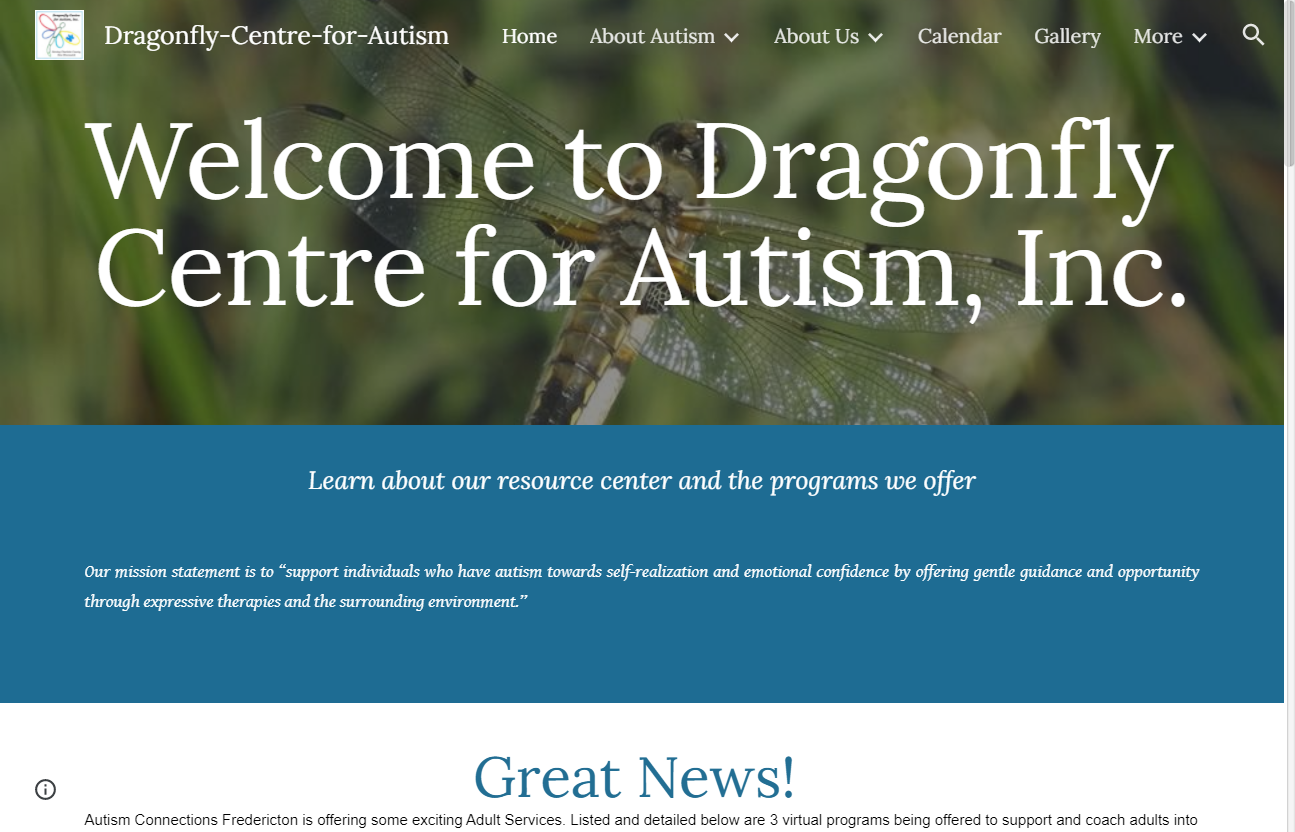 Dragonfly-Centre-for-Autism
Home About Autism About Us Calendar Gallery More
Welcome to Dragonfly
Centre for Autism, Inc.
Learn about our resource center and the programs we offer
Our mission statement is to “support individuals who have autism towards self-realization and emotional confidence by offering gentle guidance and opportunity
through expressive therapies and the surrounding environment.”
Great News!
Autism Connections Fredericton is offering some exciting Adult Services. Listed and detailed below are 3 virtual programs being offered to support and coach adults into